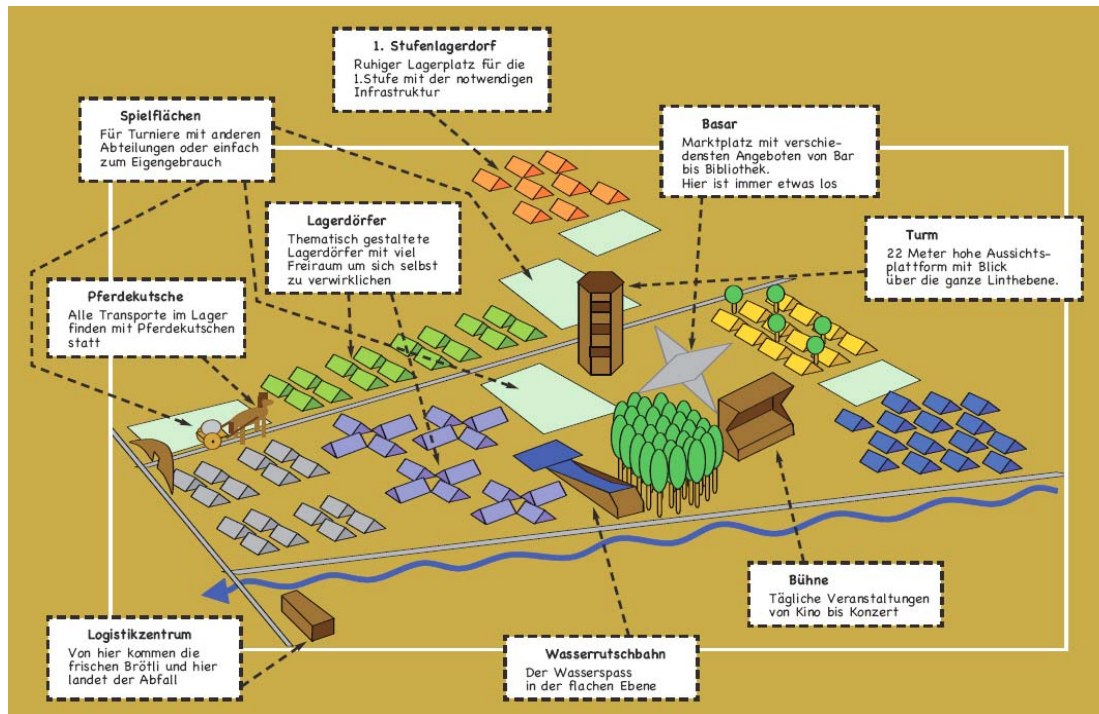 1. Stufenlagerdorf
Ruhiger Lagerplatz für die
1.Stufe mit der notwendigen
Infrastruktur
Spielflächen
Für Turniere mit anderen
Abteilungen oder einfach
zum Eigengebrauch
Basar
Marktplatz mit verschie-
densten Angeboten von Bar
bis Bibliothek.
Hier ist immer etwas los
Lagerdörfer
Thematisch gestaltete
Lagerdörfer mit viel
Freiraum um sich selbst
zu verwirklichen
Turm
22 Meter hohe Aussichts-
plattform mit Blick
über die ganze Linthebene.
Pferdekutsche
Alle Transporte im Lager
finden mit Pferdekutschen
statt
Bühne
Tägliche Veranstaltungen
von Kino bis Konzert
Logistikzentrum
Von hier kommen die
frischen Brötli und hier
landet der Abfall
Wasserrutschbahn
Der Wasserspass
in der flachen Ebene